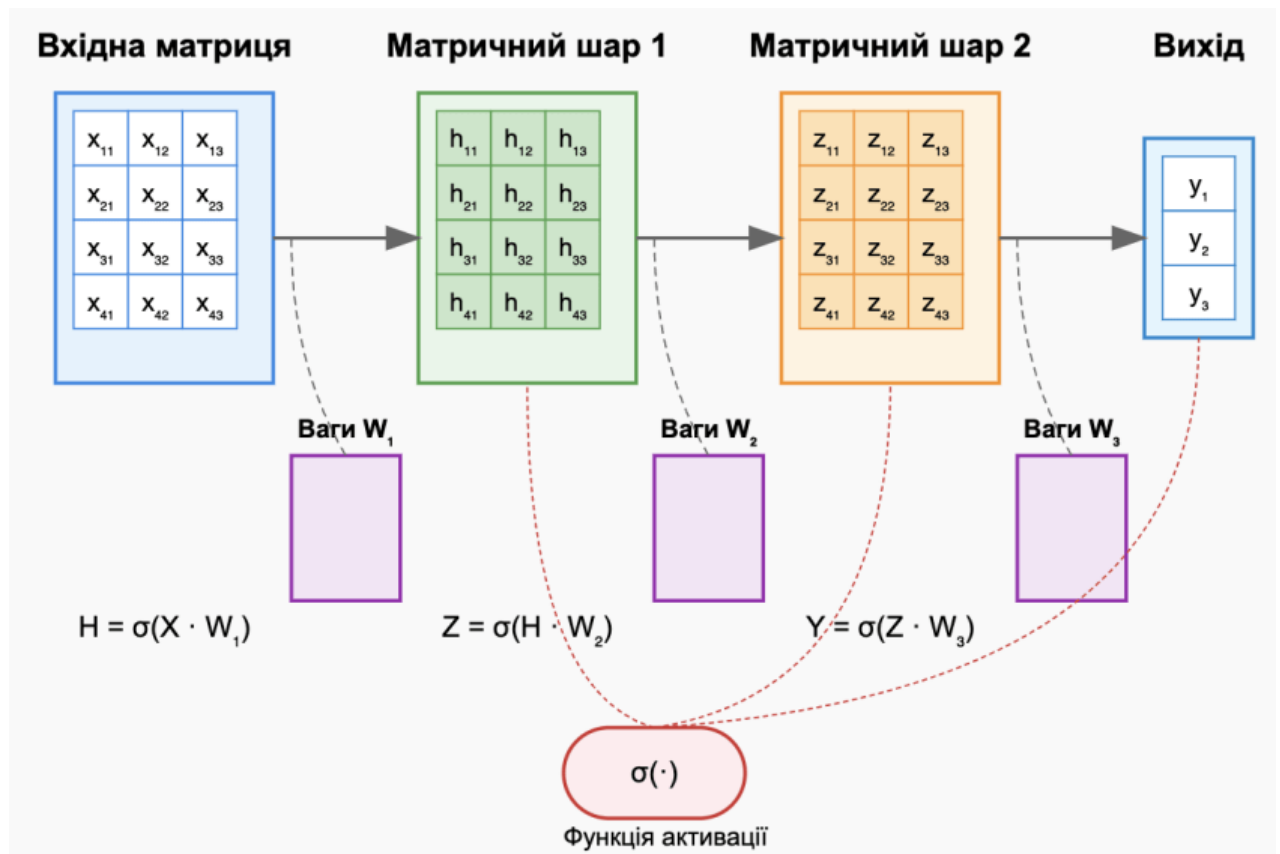 Вхідна матриця Матричний шар 1 Матричний шар 2 Вихід
x₁₁ x₁₂ x₁₃ h₁₁ h₁₂ h₁₃ z₁₁ z₁₂ z₁₃
y₁
x₂₁ x₂₂ x₂₃ h₂₁ h₂₂ h₂₃ z₂₁ z₂₂ z₂₃
y₂
x₃₁ x₃₂ x₃₃ h₃₁ h₃₂ h₃₃ z₃₁ z₃₂ z₃₃
y₃
x₄₁ x₄₂ x₄₃ h₄₁ h₄₂ h₄₃ z₄₁ z₄₂ z₄₃
Ваги W₁ Ваги W₂ Ваги W₃
H = σ(X · W₁) Z = σ(H · W₂) Y = σ(Z · W₃)
σ(·)
Функція активації